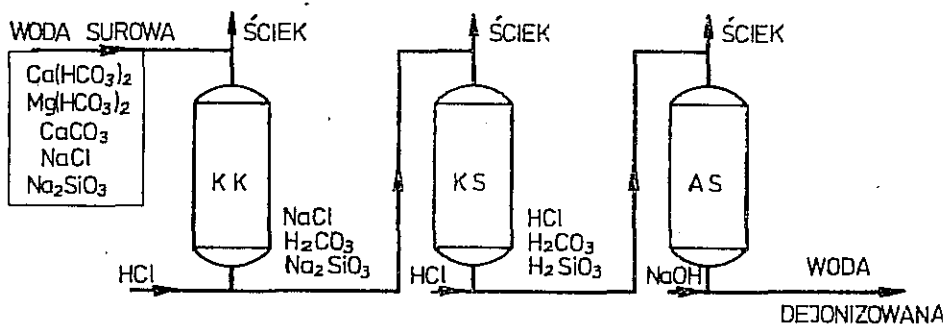 WODA SUROWA
Ca(HCO₃)₂
Mg(HCO₃)₂
CaCO₃
NaCl
Na₂SiO₃
ŚCIEK
KK
HCl
NaCl
H₂CO₃
Na₂SiO₃
ŚCIEK
KS
HCl
HCl
H₂CO₃
H₂SiO₃
ŚCIEK
AS
NaOH
WODA
DEJONIZOWANA